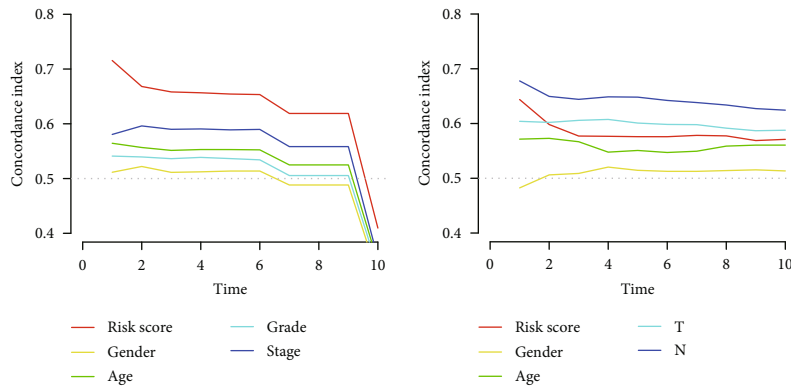 0.8
0.7
0.6
0.5
0.4
Concordance index
0 2 4 6 8 10
Time
Risk score
Gender
Age
Grade
Stage
0.8
0.7
0.6
0.5
0.4
Concordance index
0 2 4 6 8 10
Time
Risk score
Gender
Age
T
N